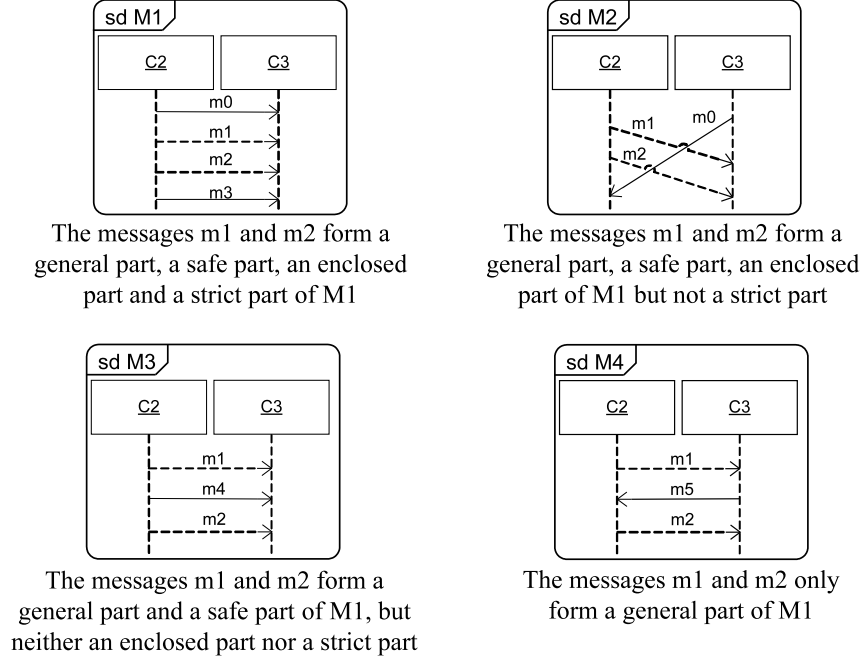 sd M1
C2
C3
m0
m1
m2
m3
The messages m1 and m2 form a
general part, a safe part, an enclosed
part and a strict part of M1
sd M2
C2
C3
m0
m1
m2
The messages m1 and m2 form a
general part, a safe part, an enclosed
part of M1 but not a strict part
sd M3
C2
C3
m1
m4
m2
The messages m1 and m2 form a
general part and a safe part of M1, but
neither an enclosed part nor a strict part
sd M4
C2
C3
m1
m5
m2
The messages m1 and m2 only
form a general part of M1